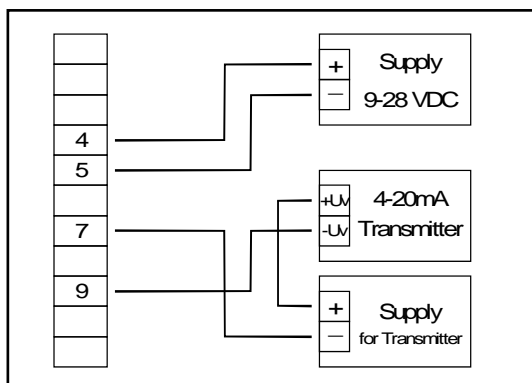 4
5
7
9
+ Supply
− 9-28 VDC
+Uv 4-20mA
-Uv Transmitter
+ Supply
− for Transmitter